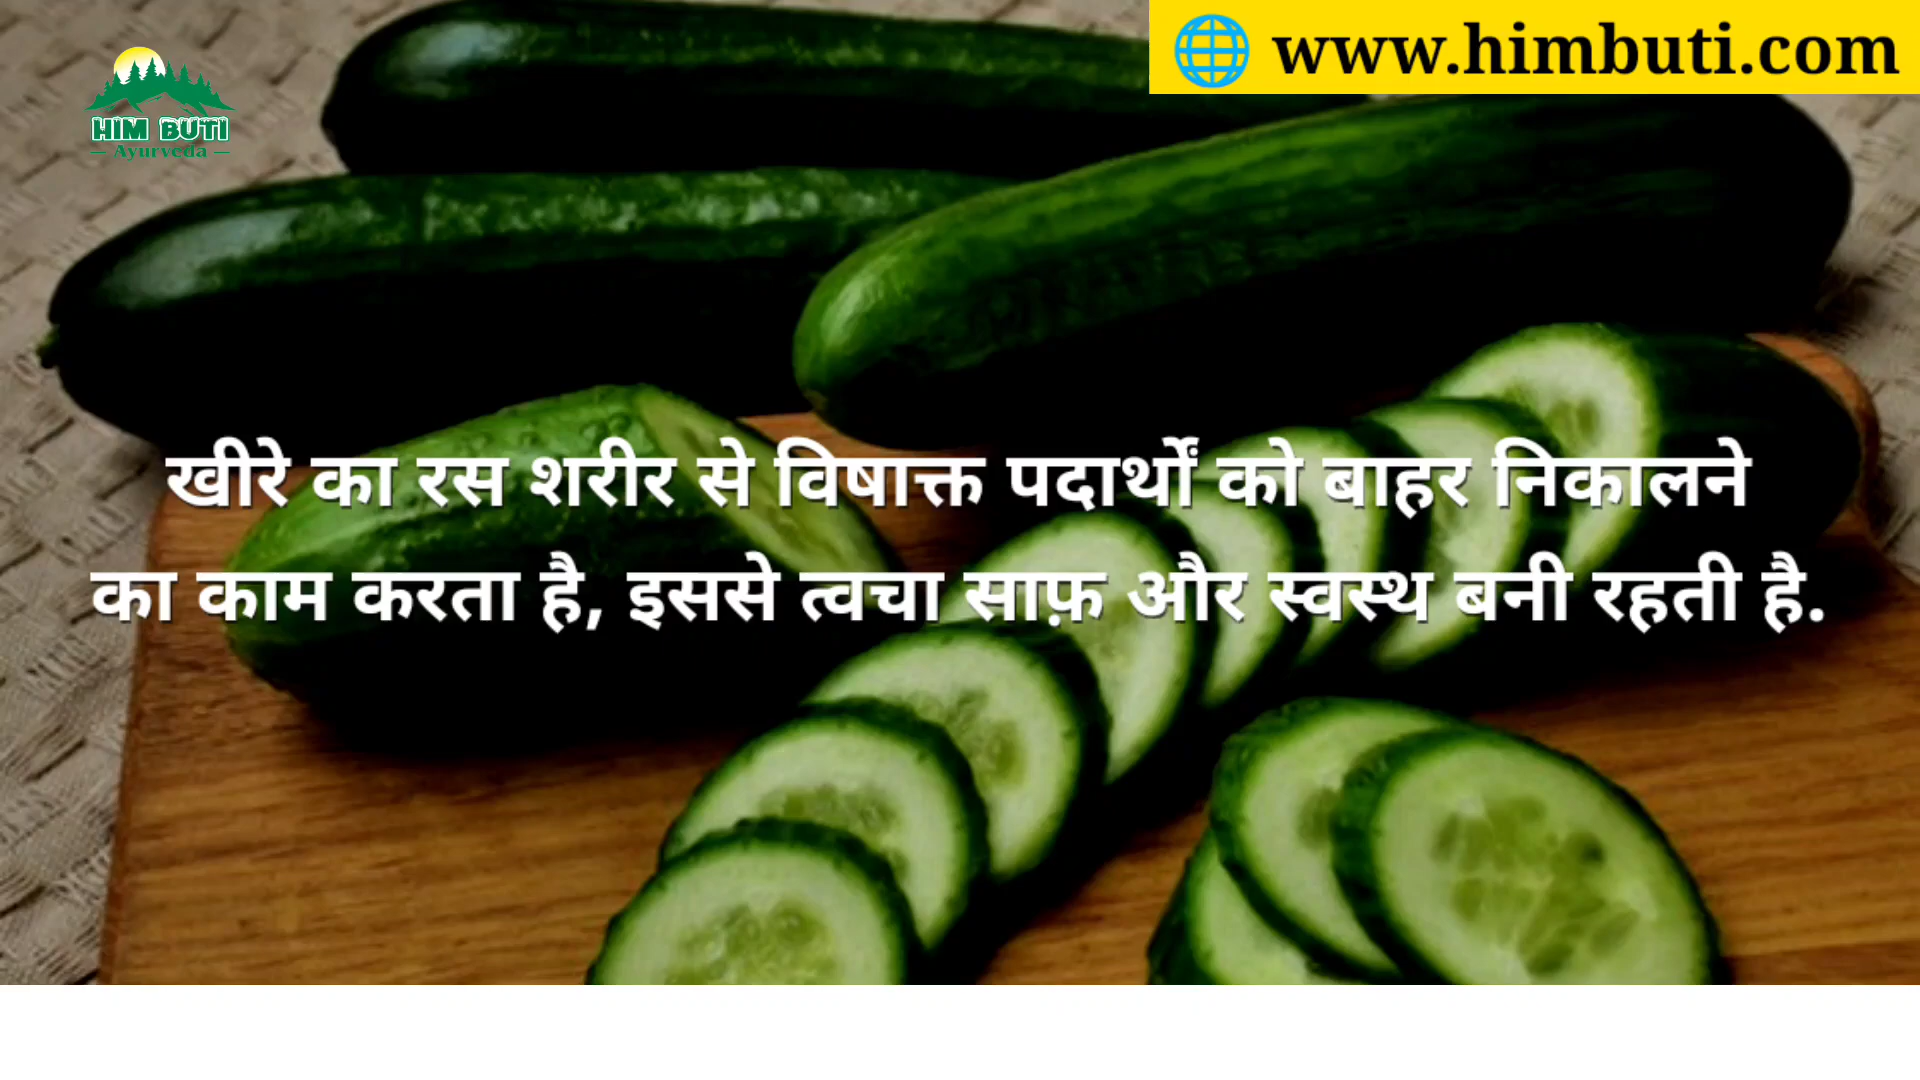 HIM BUTI
Ayurveda
www.himbuti.com
खीरे का रस शरीर से विषाक्त पदार्थों को बाहर निकालने
का काम करता है, इससे त्वचा साफ़ और स्वस्थ बनी रहती है.